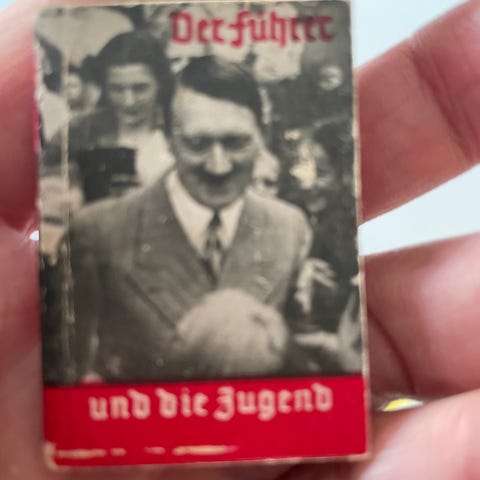 Der Führer
und die Jugend